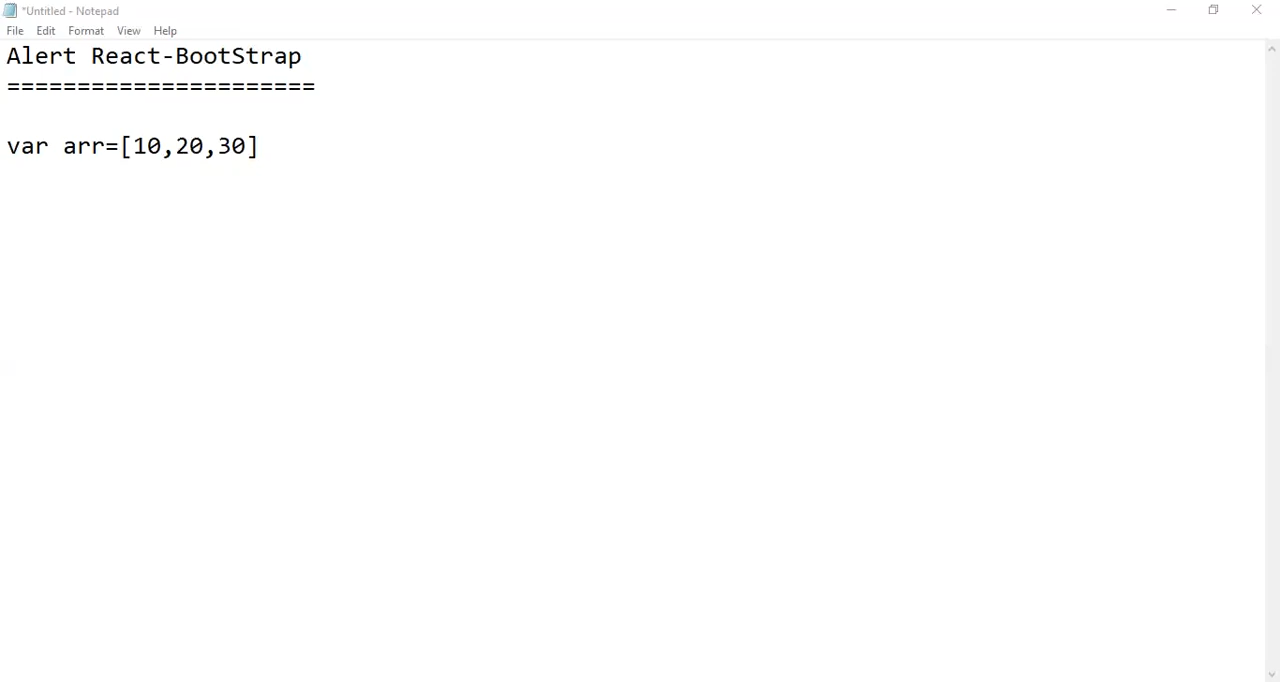 *Untitled - Notepad
File Edit Format View Help
Alert React-BootStrap
======================
var arr=[10,20,30]